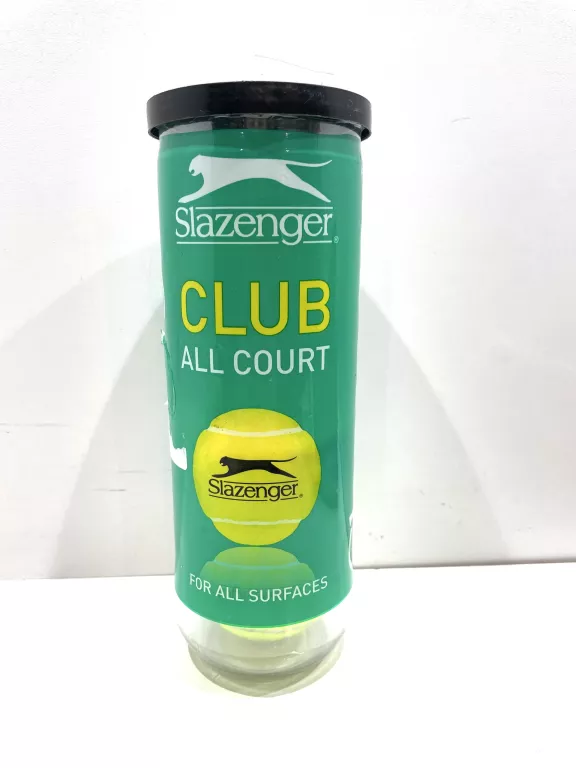 Slazenger®
CLUB
ALL COURT
Slazenger®
FOR ALL SURFACES